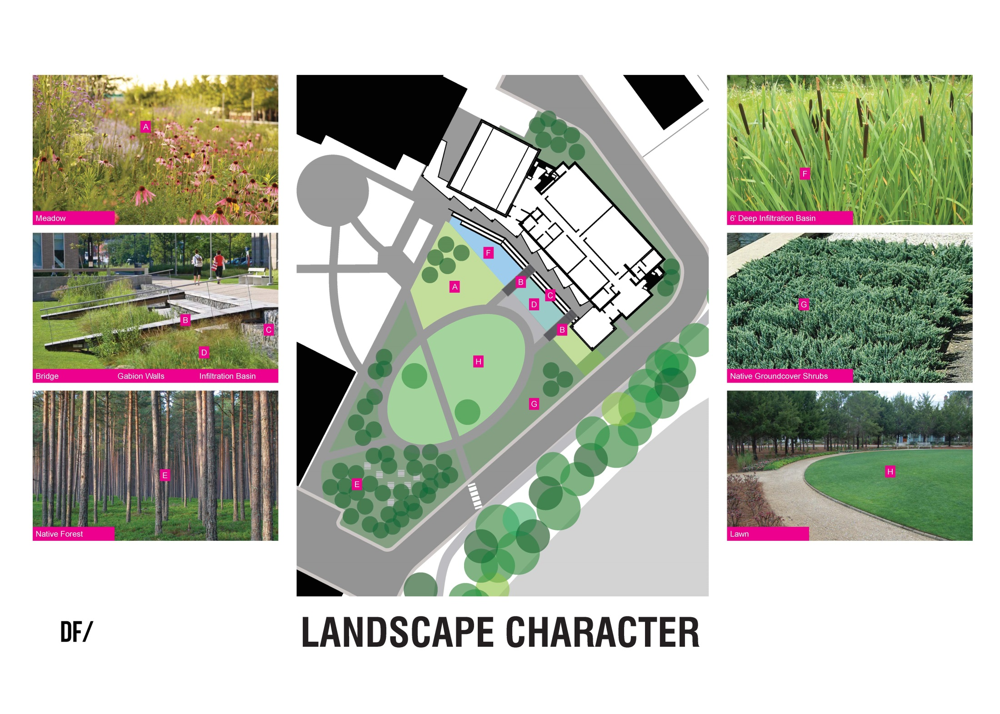 A
Meadow
B
C
D
Bridge
Gabion Walls
Infiltration Basin
E
Native Forest
F
B
A
C
D
B
H
G
E
F
6' Deep Infiltration Basin
G
Native Groundcover Shrubs
H
Lawn
DF/
LANDSCAPE CHARACTER